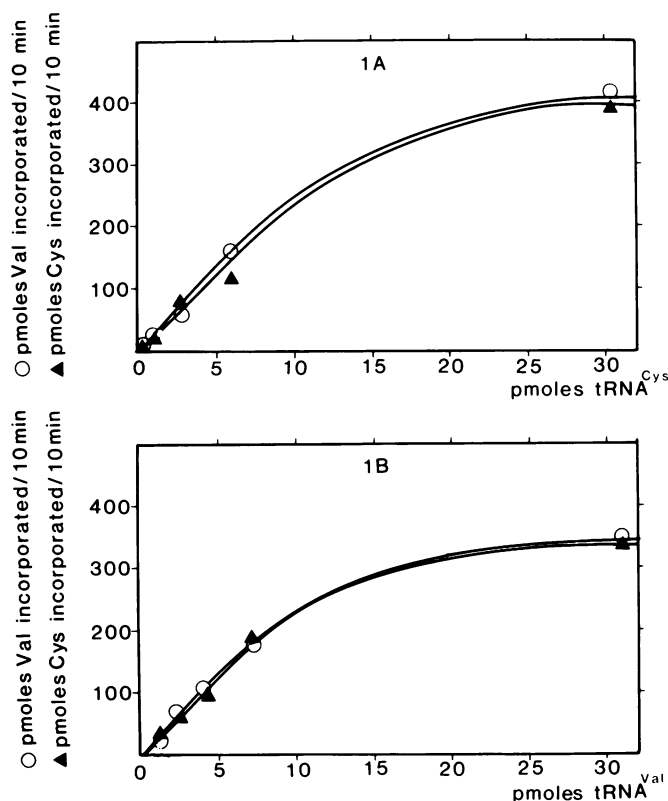 ○ pmoles Val incorporated/10 min
▲ pmoles Cys incorporated/10 min
1A
400
300
200
100
0 5 10 15 20 25 30
pmoles tRNA^Cys
○ pmoles Val incorporated/10 min
▲ pmoles Cys incorporated/10 min
1B
400
300
200
100
0 5 10 15 20 25 30
pmoles tRNA^Val